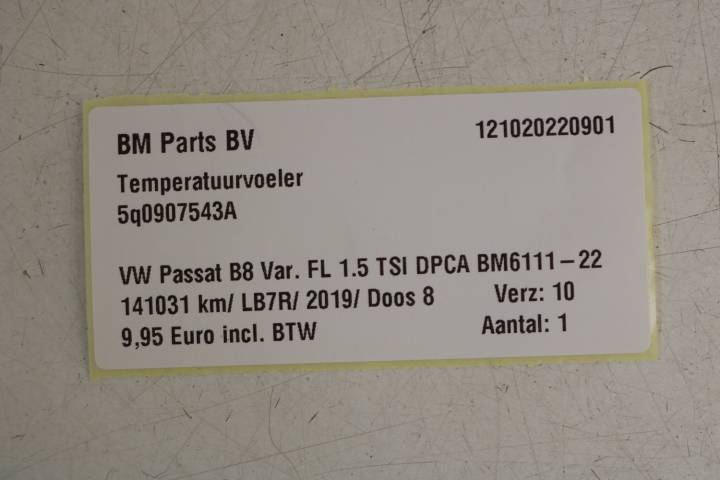 BM Parts BV 121020220901
Temperatuurvoeler
5q0907543A
VW Passat B8 Var. FL 1.5 TSI DPCA BM6111-22
141031 km/ LB7R/ 2019/ Doos 8 Verz: 10
9,95 Euro incl. BTW Aantal: 1